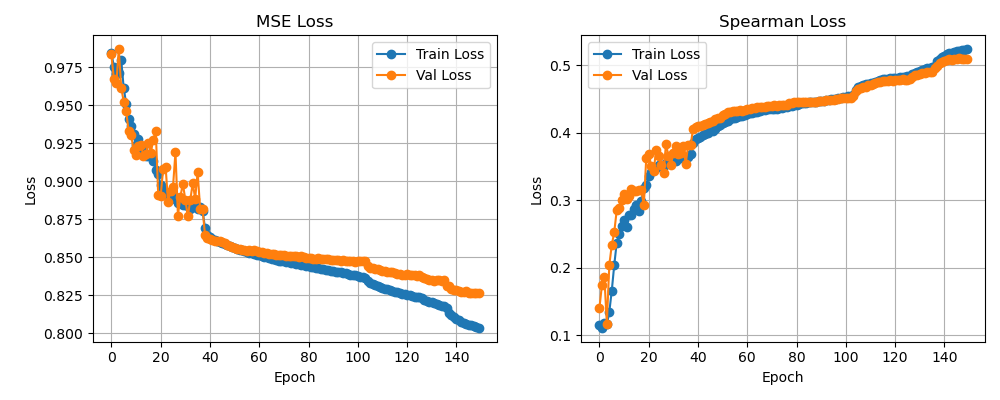 MSE Loss
Train Loss
Val Loss
Loss
0.975
0.950
0.925
0.900
0.875
0.850
0.825
0.800
0 20 40 60 80 100 120 140
Epoch
Spearman Loss
Train Loss
Val Loss
Loss
0.5
0.4
0.3
0.2
0.1
0 20 40 60 80 100 120 140
Epoch